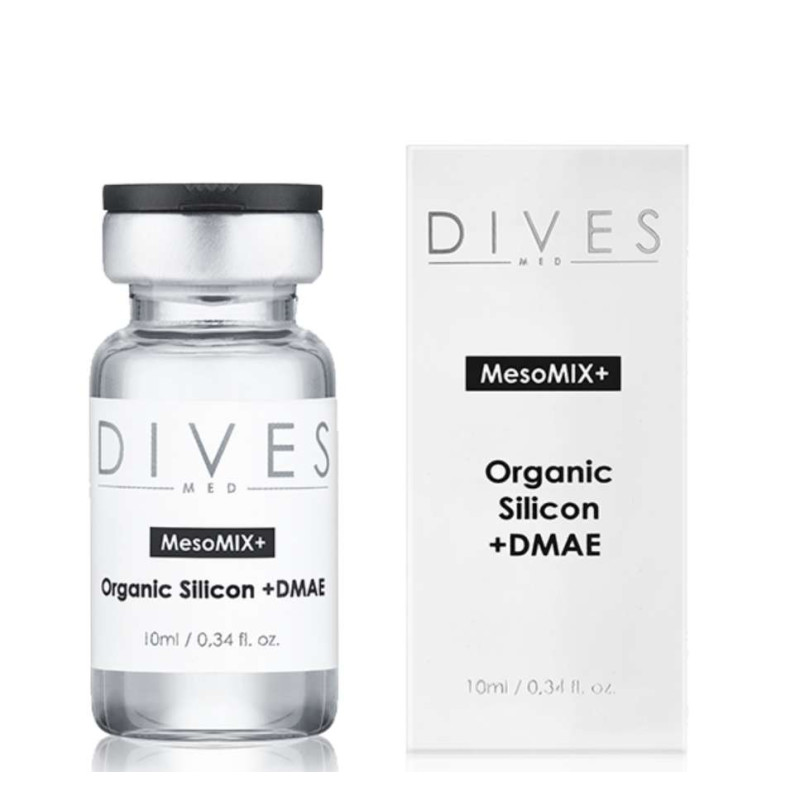 DIVES
MED
MesoMIX+
Organic Silicon +DMAE
10ml / 0,34 fl. oz.
DIVES
MED
MesoMIX+
Organic
Silicon
+DMAE
10ml / 0,34 fl. oz.